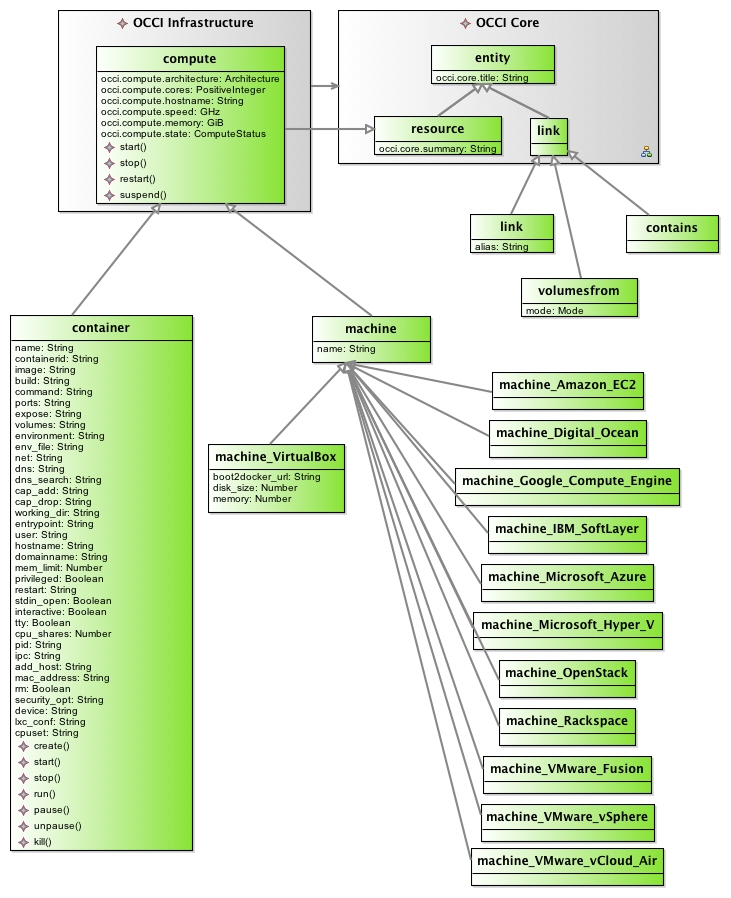 OCCI Infrastructure
compute
occi.compute.architecture: Architecture
occi.compute.cores: PositiveInteger
occi.compute.hostname: String
occi.compute.speed: GHz
occi.compute.memory: GiB
occi.compute.state: ComputeStatus
start()
stop()
restart()
suspend()
OCCI Core
entity
occi.core.title: String
resource
occi.core.summary: String
link
link
alias: String
contains
volumesfrom
mode: Mode
container
name: String
containerid: String
image: String
build: String
command: String
ports: String
expose: String
volumes: String
environment: String
env_file: String
net: String
dns: String
dns_search: String
cap_add: String
cap_drop: String
working_dir: String
entrypoint: String
user: String
hostname: String
domainname: String
mem_limit: Number
privileged: Boolean
restart: String
stdin_open: Boolean
interactive: Boolean
tty: Boolean
cpu_shares: Number
pid: String
ipc: String
add_host: String
mac_address: String
rm: Boolean
security_opt: String
device: String
lxc_conf: String
cpuset: String
create()
start()
stop()
run()
pause()
unpause()
kill()
machine
name: String
machine_VirtualBox
boot2docker_url: String
disk_size: Number
memory: Number
machine_Amazon_EC2
machine_Digital_Ocean
machine_Google_Compute_Engine
machine_IBM_SoftLayer
machine_Microsoft_Azure
machine_Microsoft_Hyper_V
machine_OpenStack
machine_Rackspace
machine_VMware_Fusion
machine_VMware_vSphere
machine_VMware_vCloud_Air